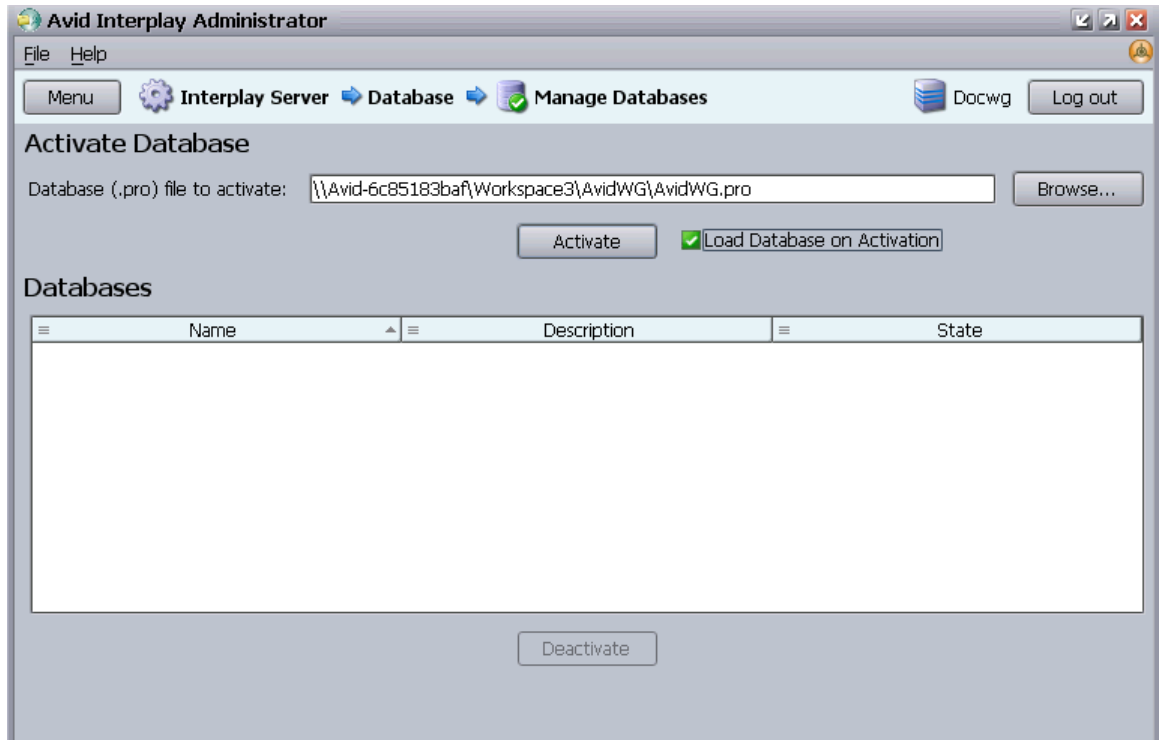 Avid Interplay Administrator
File Help
Menu Interplay Server Database Manage Databases Docwg Log out
Activate Database
Database (.pro) file to activate: \\Avid-6c85183baf\Workspace3\AvidWG\AvidWG.pro Browse...
Activate Load Database on Activation
Databases
Name Description State
Deactivate